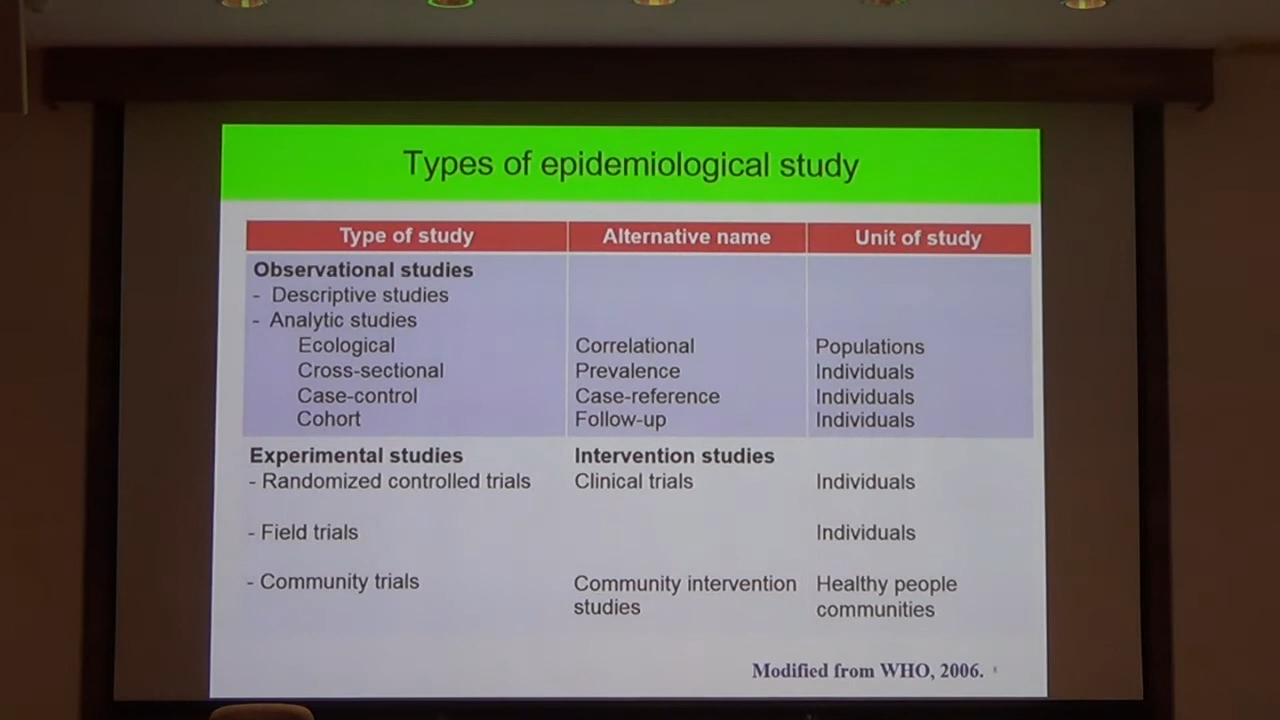 Types of epidemiological study
Type of study Alternative name Unit of study
Observational studies
- Descriptive studies
- Analytic studies
Ecological Correlational Populations
Cross-sectional Prevalence Individuals
Case-control Case-reference Individuals
Cohort Follow-up Individuals
Experimental studies Intervention studies
- Randomized controlled trials Clinical trials Individuals
- Field trials Individuals
- Community trials Community intervention Healthy people
studies communities
Modified from WHO, 2006.